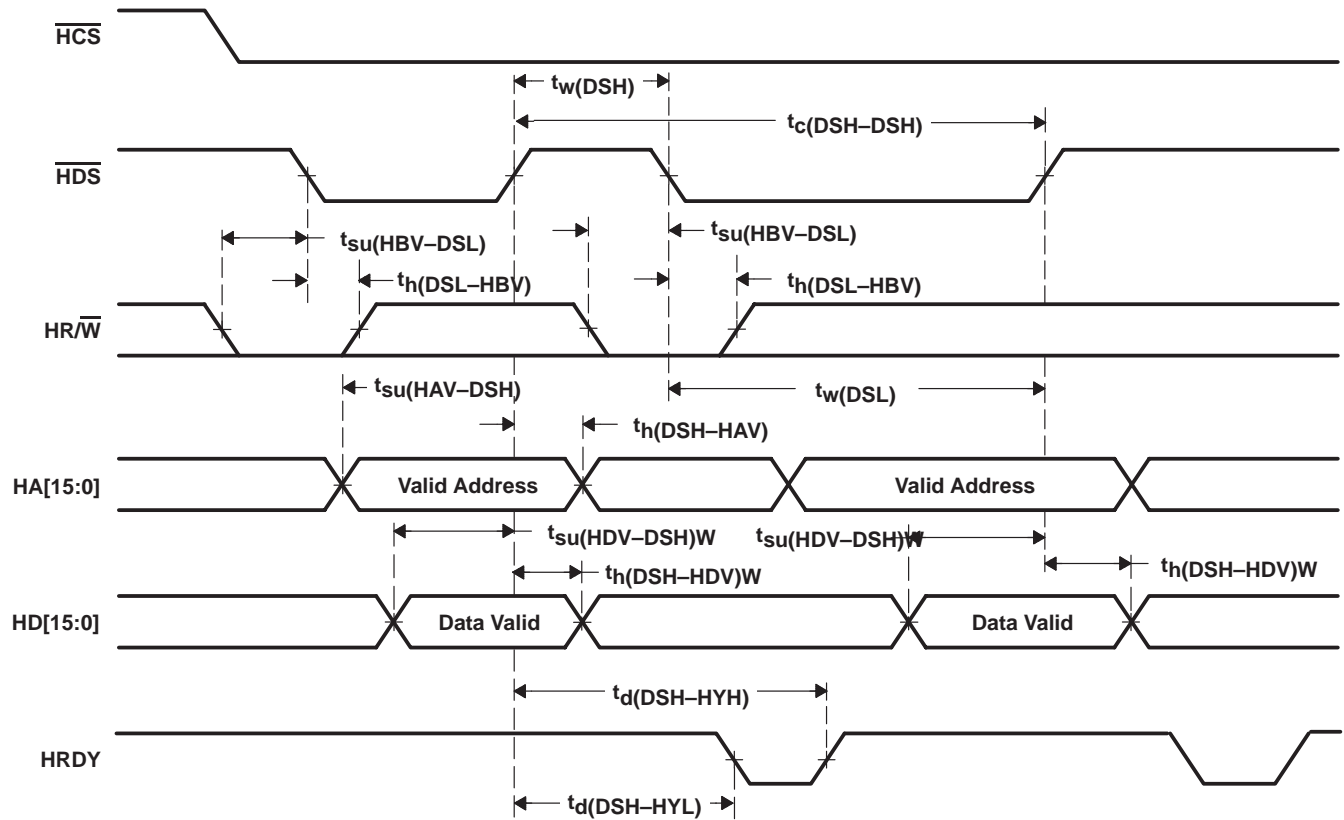 HCS
tw(DSH)
tc(DSH–DSH)
HDS
tsu(HBV–DSL)
tsu(HBV–DSL)
th(DSL–HBV)
th(DSL–HBV)
HR/W
tsu(HAV–DSH)
tw(DSL)
th(DSH–HAV)
HA[15:0]
Valid Address
Valid Address
tsu(HDV–DSH)W
tsu(HDV–DSH)W
th(DSH–HDV)W
th(DSH–HDV)W
HD[15:0]
Data Valid
Data Valid
td(DSH–HYH)
HRDY
td(DSH–HYL)